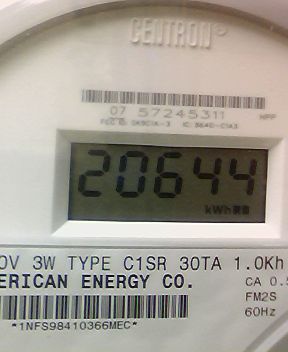 CENTRON®
07 57245311
HPP
20644
kWh
0V 3W TYPE C1SR 30TA 1.0Kh
ERICAN ENERGY CO.
CA 0.5
FM2S
60Hz
*1NFS98410366MEC*